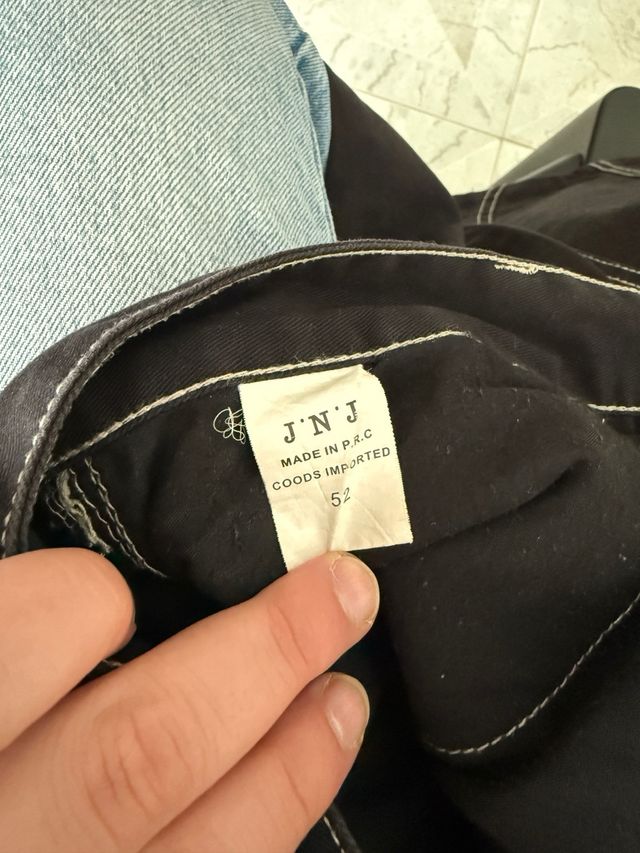 J·N·J
MADE IN P.R.C
COODS IMPORTED
52